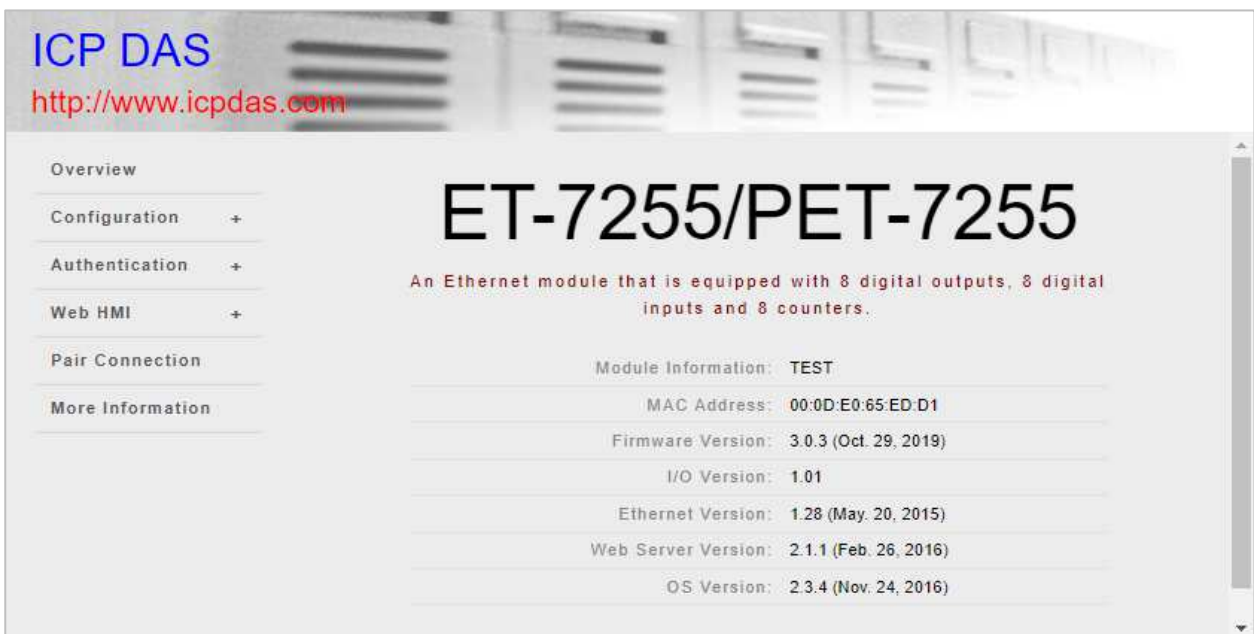 ICP DAS
http://www.icpdas.com
Overview
Configuration +
Authentication +
Web HMI +
Pair Connection
More Information
ET-7255/PET-7255
An Ethernet module that is equipped with 8 digital outputs, 8 digital
inputs and 8 counters.
Module Information: TEST
MAC Address: 00:0D:E0:65:ED:D1
Firmware Version: 3.0.3 (Oct. 29, 2019)
I/O Version: 1.01
Ethernet Version: 1.28 (May. 20, 2015)
Web Server Version: 2.1.1 (Feb. 26, 2016)
OS Version: 2.3.4 (Nov. 24, 2016)